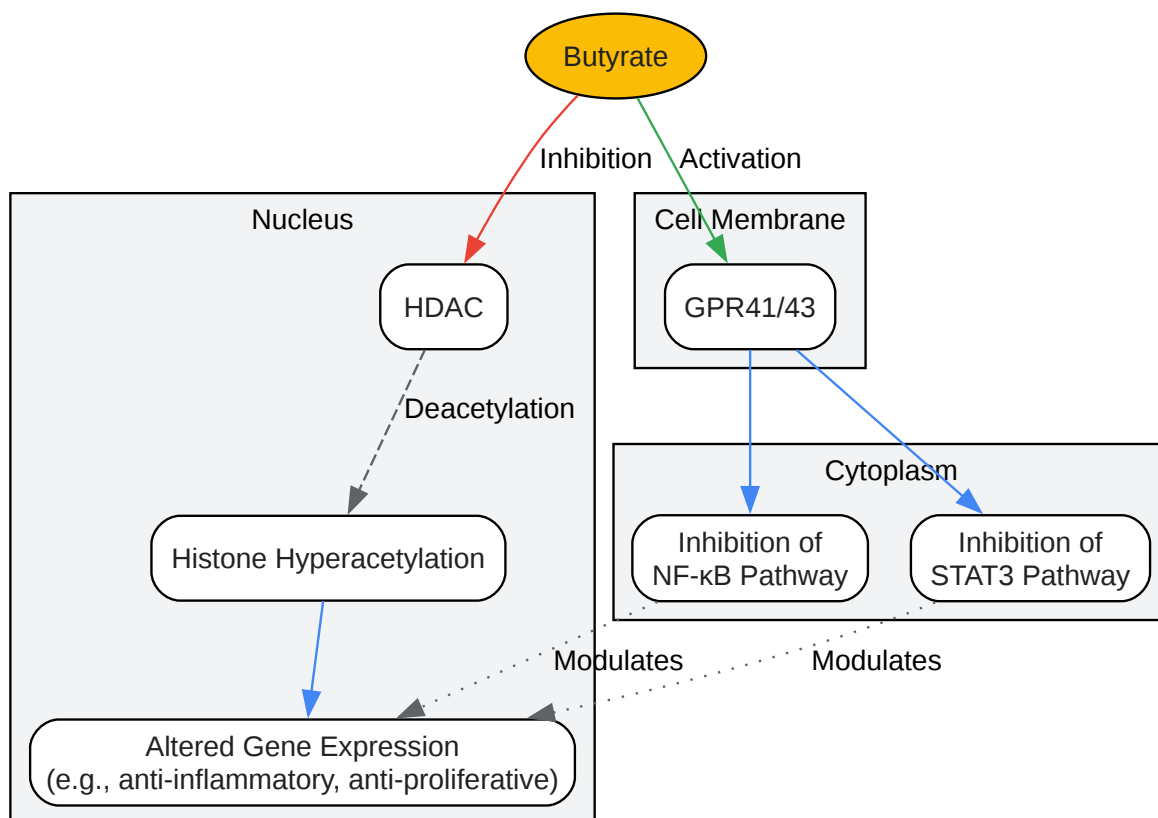 Butyrate
Inhibition
Activation
Nucleus
Cell Membrane
HDAC
GPR41/43
Deacetylation
Cytoplasm
Histone Hyperacetylation
Inhibition of
NF-κB Pathway
Inhibition of
STAT3 Pathway
Modulates
Modulates
Altered Gene Expression
(e.g., anti-inflammatory, anti-proliferative)